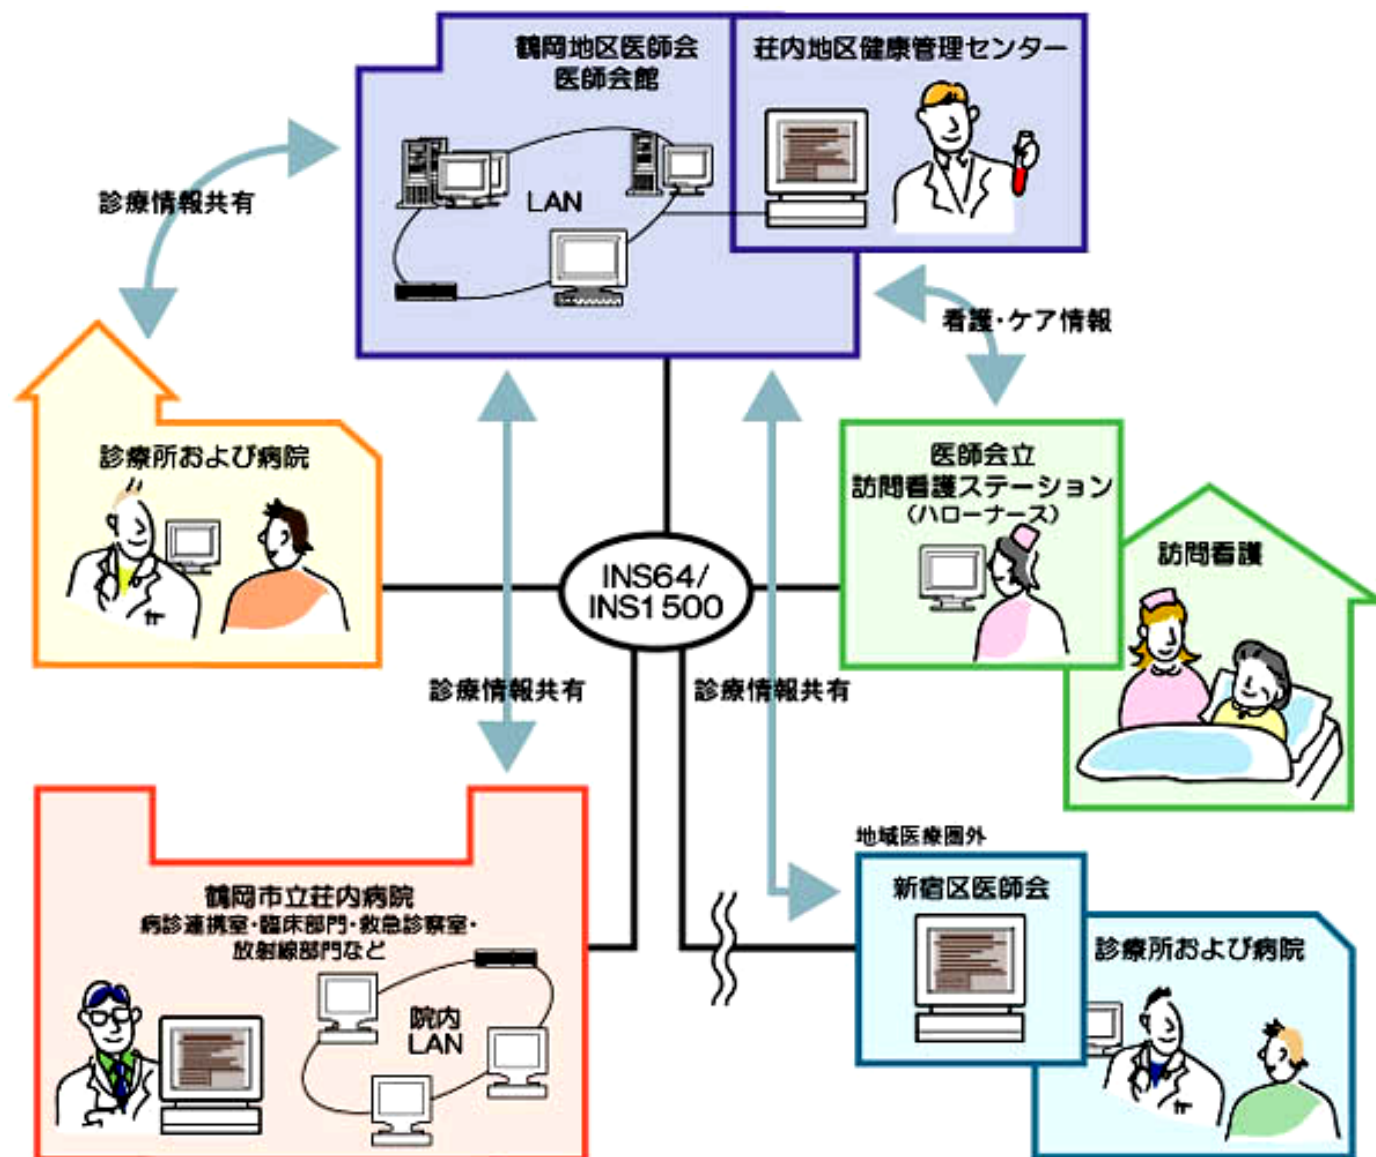 鶴岡地区医師会
医師会館
荘内地区健康管理センター
LAN
診療情報共有
看護・ケア情報
診療所および病院
医師会立
訪問看護ステーション
（ハローナース）
訪問看護
INS64/
INS1500
診療情報共有
診療情報共有
地域医療圏外
鶴岡市立荘内病院
病診連携室・臨床部門・救急診察室・
放射線部門など
院内
LAN
新宿区医師会
診療所および病院